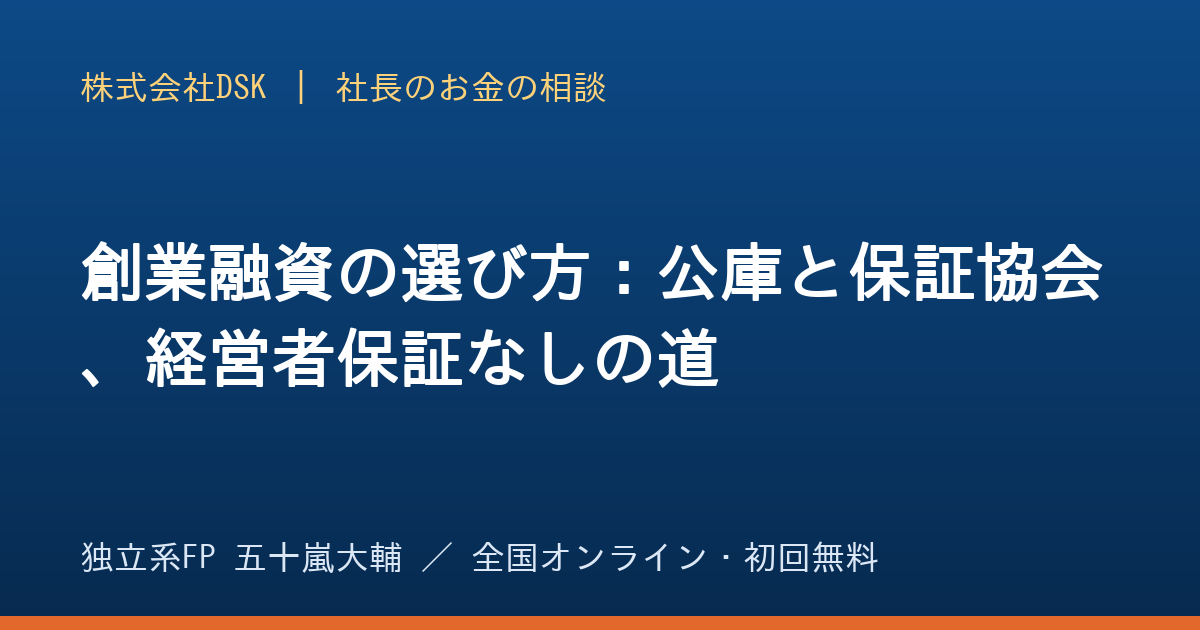 株式会社DSK ｜ 社長のお金の相談
創業融資の選び方：公庫と保証協会
、経営者保証なしの道
独立系FP 五十嵐大輔 ／ 全国オンライン・初回無料